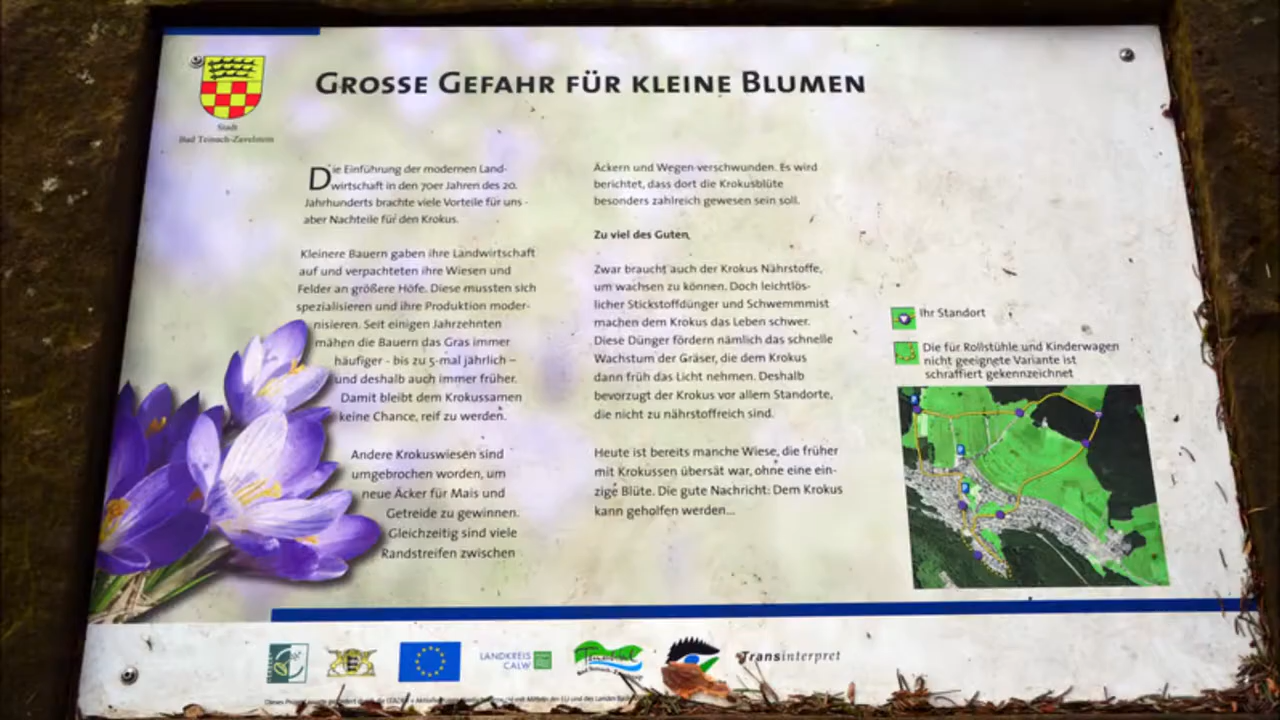 GROSSE GEFAHR FÜR KLEINE BLUMEN
Stadt
Bad Teinach-Zavelstein
Die Einführung der modernen Land-
wirtschaft in den 70er Jahren des 20.
Jahrhunderts brachte viele Vorteile für uns -
aber Nachteile für den Krokus.
Kleinere Bauern gaben ihre Landwirtschaft
auf und verpachteten ihre Wiesen und
Felder an größere Höfe. Diese mussten sich
spezialisieren und ihre Produktion moder-
nisieren. Seit einigen Jahrzehnten
mähen die Bauern das Gras immer
häufiger - bis zu 5-mal jährlich –
und deshalb auch immer früher.
Damit bleibt dem Krokussamen
keine Chance, reif zu werden.
Andere Krokuswiesen sind
umgebrochen worden, um
neue Äcker für Mais und
Getreide zu gewinnen.
Gleichzeitig sind viele
Randstreifen zwischen
Äckern und Wegen verschwunden. Es wird
berichtet, dass dort die Krokusblüte
besonders zahlreich gewesen sein soll.
Zu viel des Guten
Zwar braucht auch der Krokus Nährstoffe,
um wachsen zu können. Doch leichtlös-
licher Stickstoffdünger und Schwemmmist
machen dem Krokus das Leben schwer.
Diese Dünger fördern nämlich das schnelle
Wachstum der Gräser, die dem Krokus
dann früh das Licht nehmen. Deshalb
bevorzugt der Krokus vor allem Standorte,
die nicht zu nährstoffreich sind.
Heute ist bereits manche Wiese, die früher
mit Krokussen übersät war, ohne eine ein-
zige Blüte. Die gute Nachricht: Dem Krokus
kann geholfen werden...
Ihr Standort
Die für Rollstühle und Kinderwagen
nicht geeignete Variante ist
schraffiert gekennzeichnet
LANDKREIS
CALW
Transinterpret